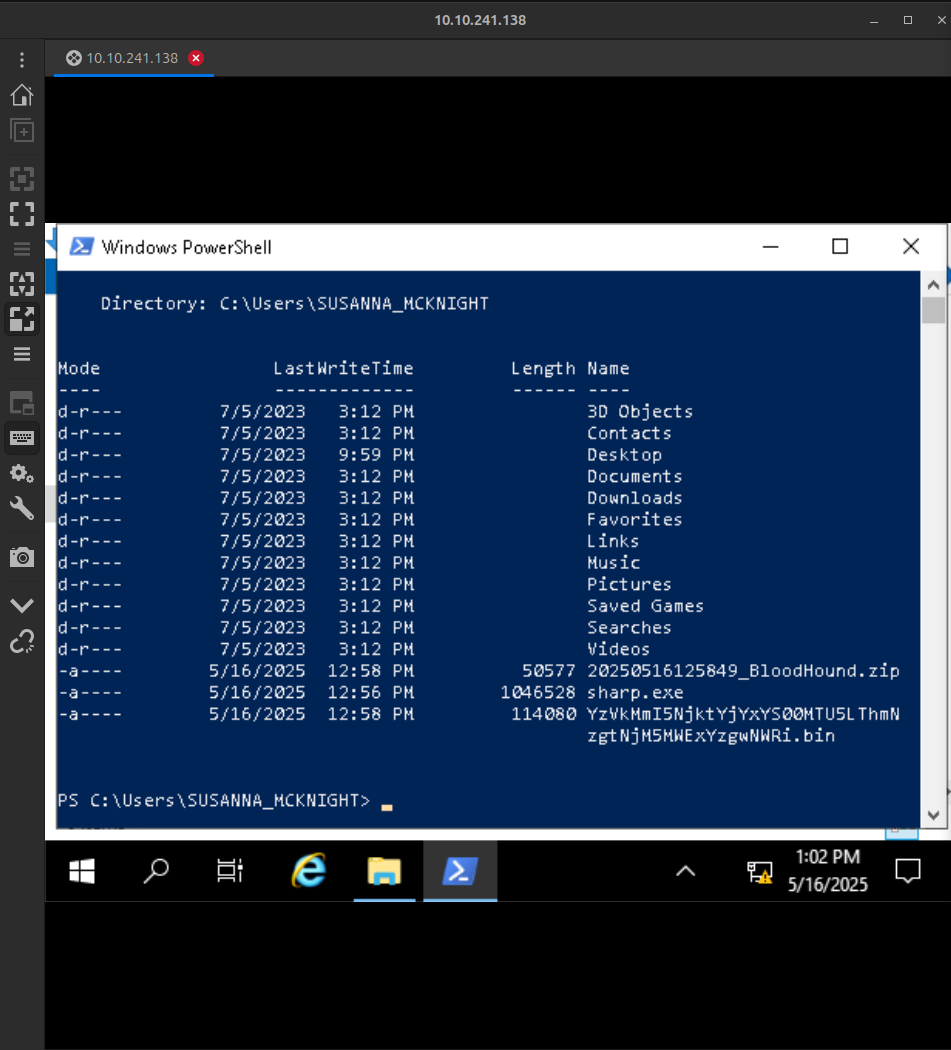 10.10.241.138
10.10.241.138
Windows PowerShell
Directory: C:\Users\SUSANNA_MCKNIGHT
Mode LastWriteTime Length Name
---- ------------- ------ ----
d-r--- 7/5/2023 3:12 PM 3D Objects
d-r--- 7/5/2023 3:12 PM Contacts
d-r--- 7/5/2023 9:59 PM Desktop
d-r--- 7/5/2023 3:12 PM Documents
d-r--- 7/5/2023 3:12 PM Downloads
d-r--- 7/5/2023 3:12 PM Favorites
d-r--- 7/5/2023 3:12 PM Links
d-r--- 7/5/2023 3:12 PM Music
d-r--- 7/5/2023 3:12 PM Pictures
d-r--- 7/5/2023 3:12 PM Saved Games
d-r--- 7/5/2023 3:12 PM Searches
d-r--- 7/5/2023 3:12 PM Videos
-a---- 5/16/2025 12:58 PM 50577 20250516125849_BloodHound.zip
-a---- 5/16/2025 12:56 PM 1046528 sharp.exe
-a---- 5/16/2025 12:58 PM 114080 YzVkMmI5NjktYjYxYS00MTU5LThmN
zgtNjM5MWExYzgwNWRi.bin
PS C:\Users\SUSANNA_MCKNIGHT>
1:02 PM
5/16/2025